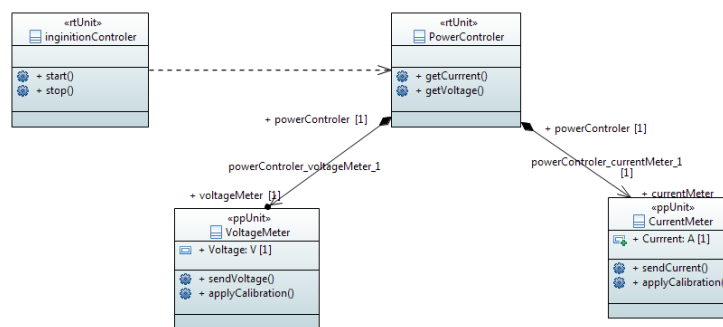 «rtUnit»
inginitionControler
+ start()
+ stop()
«rtUnit»
PowerControler
+ getCurrrent()
+ getVoltage()
+ powerControler [1]
+ powerControler [1]
powerControler_voltageMeter_1
powerControler_currentMeter_1
[1]
+ voltageMeter [1]
+ currentMeter
«ppUnit»
VoltageMeter
+ Voltage: V [1]
+ sendVoltage()
+ applyCalibration()
«ppUnit»
CurrentMeter
+ Currrent: A [1]
+ sendCurrent()
+ applyCalibration()